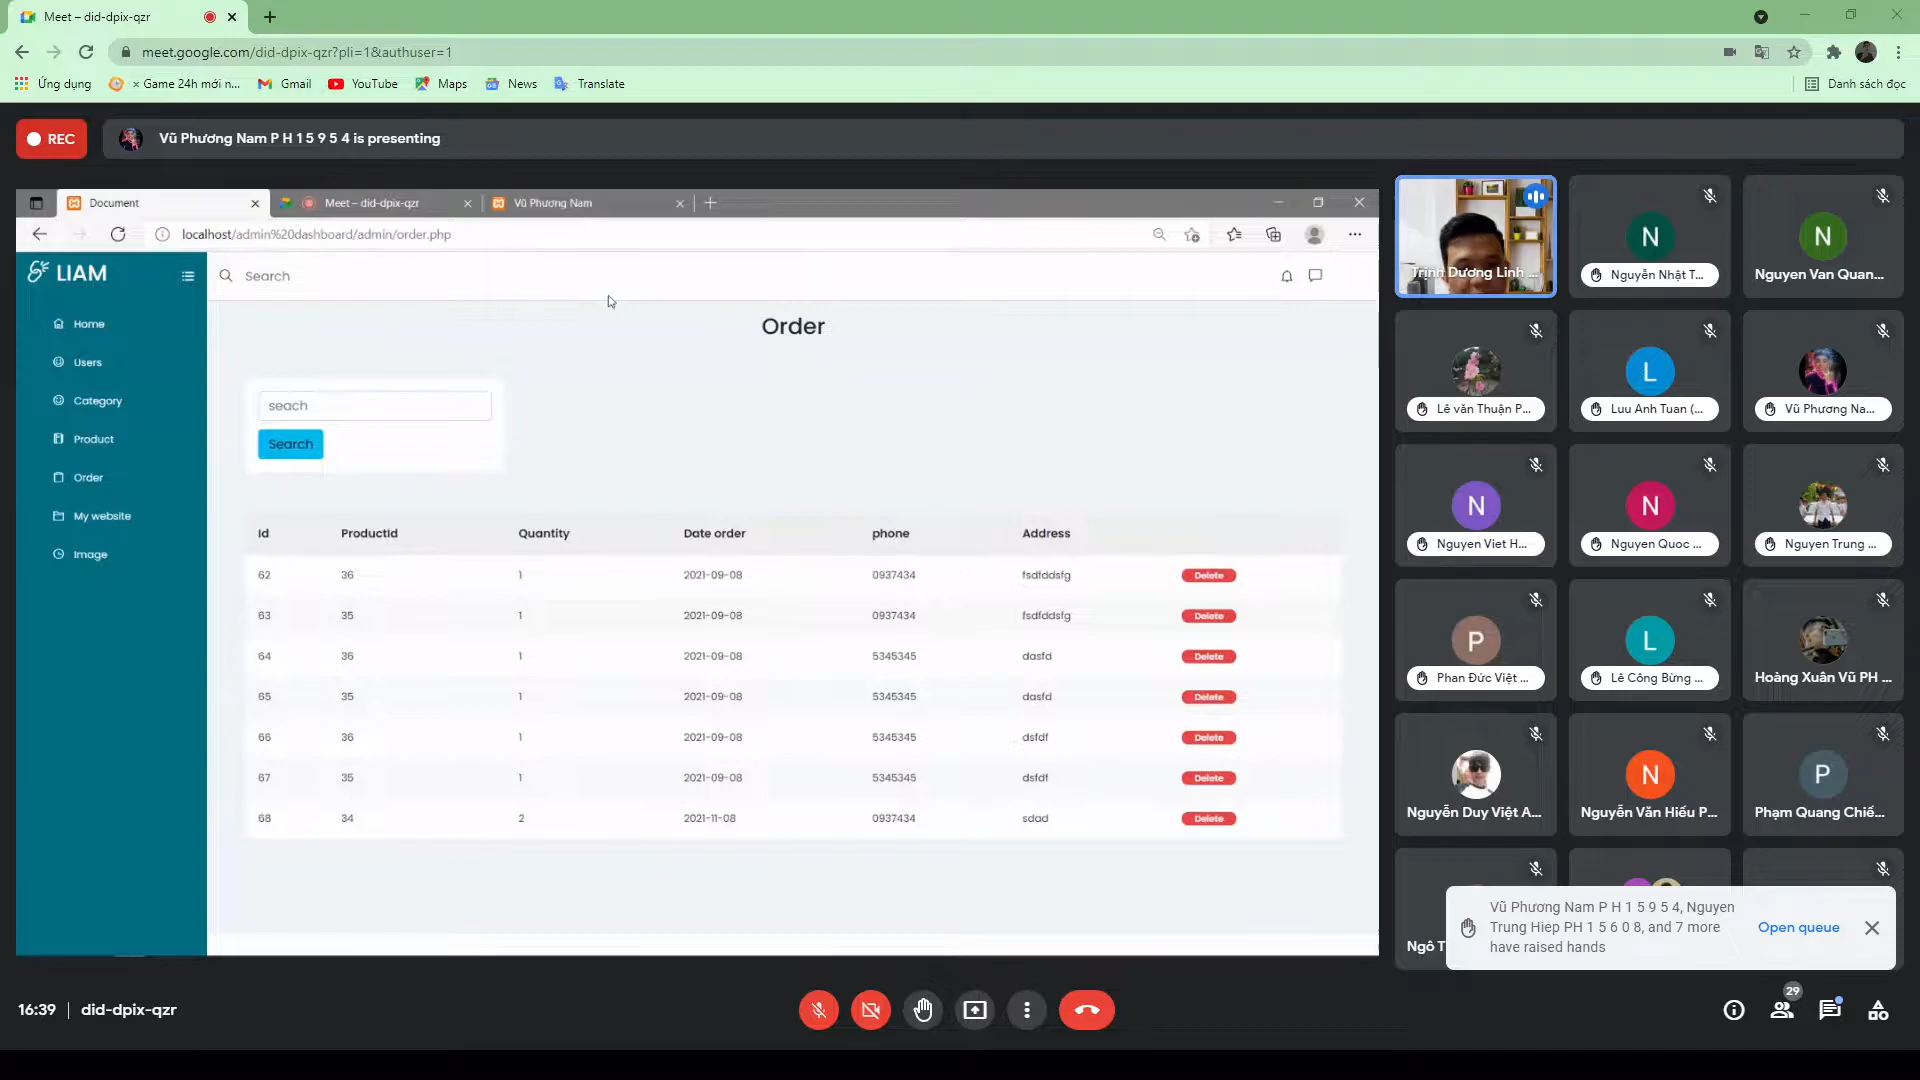 Meet – did-dpix-qzr
meet.google.com/did-dpix-qzr?pli=1&authuser=1
Ứng dụng
× Game 24h mới n...
Gmail
YouTube
Maps
News
Translate
Danh sách đọc
REC
Vũ Phương Nam P H 1 5 9 5 4 is presenting
Document
Meet – did-dpix-qzr
Vũ Phương Nam
localhost/admin%20dashboard/admin/order.php
LIAM
Search
Home
Users
Category
Product
Order
My website
Image
Order
seach
Search
Id ProductId Quantity Date order phone Address
62 36 1 2021-09-08 0937434 fsdfddsfg Delete
63 35 1 2021-09-08 0937434 fsdfddsfg Delete
64 36 1 2021-09-08 5345345 dasfd Delete
65 35 1 2021-09-08 5345345 dasfd Delete
66 36 1 2021-09-08 5345345 dsfdf Delete
67 35 1 2021-09-08 5345345 dsfdf Delete
68 34 2 2021-11-08 0937434 sdad Delete
Trịnh Dương Linh ...
N
Nguyễn Nhật T...
N
Nguyen Van Quan...
Lê văn Thuận P...
L
Luu Anh Tuan (...
Vũ Phương Na...
N
Nguyen Viet H...
N
Nguyen Quoc ...
Nguyen Trung ...
P
Phan Đức Việt ...
L
Lê Công Bừng ...
Hoàng Xuân Vũ PH ...
Nguyễn Duy Việt A...
N
Nguyễn Văn Hiếu P...
P
Phạm Quang Chiế...
Ngô T
Vũ Phương Nam P H 1 5 9 5 4, Nguyen
Trung Hiep PH 1 5 6 0 8, and 7 more
have raised hands
Open queue
16:39 | did-dpix-qzr
29